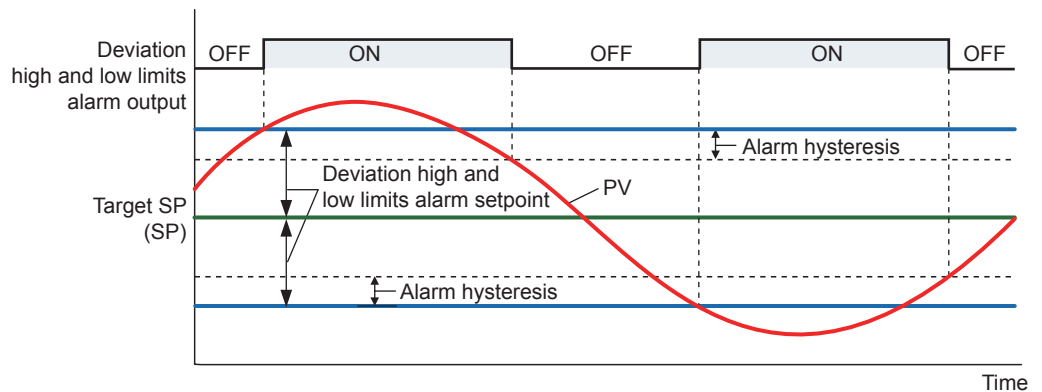 Deviation
high and low limits
alarm output
OFF
ON
OFF
ON
OFF
Alarm hysteresis
Deviation high and
low limits alarm setpoint
PV
Target SP
(SP)
Alarm hysteresis
Time